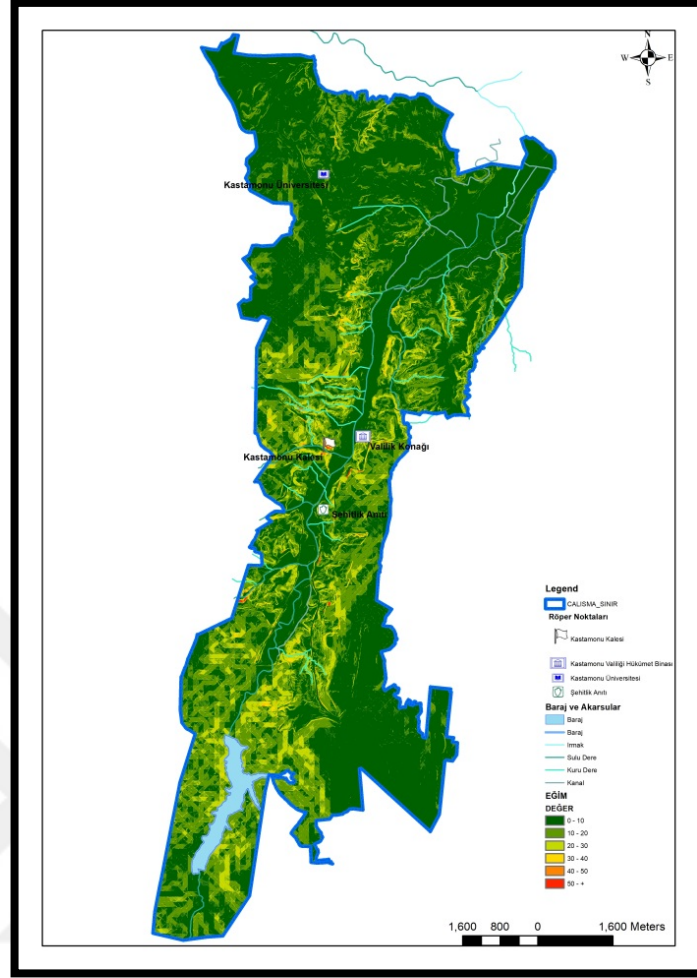 N
W E
S
Kastamonu Üniversitesi
Valilik Konağı
Kastamonu Kalesi
Şehitlik Anıtı
Legend
CALISMA_SINIR
Röper Noktaları
Kastamonu Kalesi
Kastamonu Valiliği Hükümet Binası
Kastamonu Üniversitesi
Şehitlik Anıtı
Baraj ve Akarsular
Baraj
Baraj
Irmak
Sulu Dere
Kuru Dere
Kanal
EĞİM
DEĞER
0 - 10
10 - 20
20 - 30
30 - 40
40 - 50
50 - +
1,600 800 0 1,600 Meters